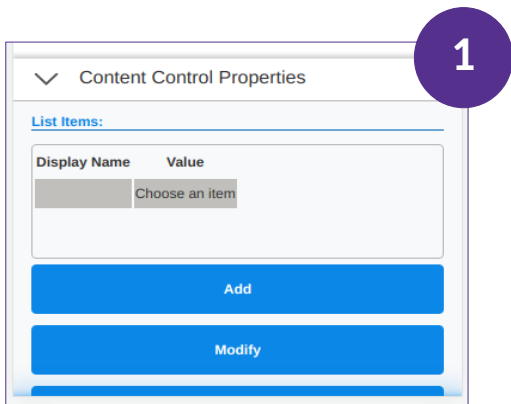 1
Content Control Properties
List Items:
Display Name Value
Choose an item
Add
Modify